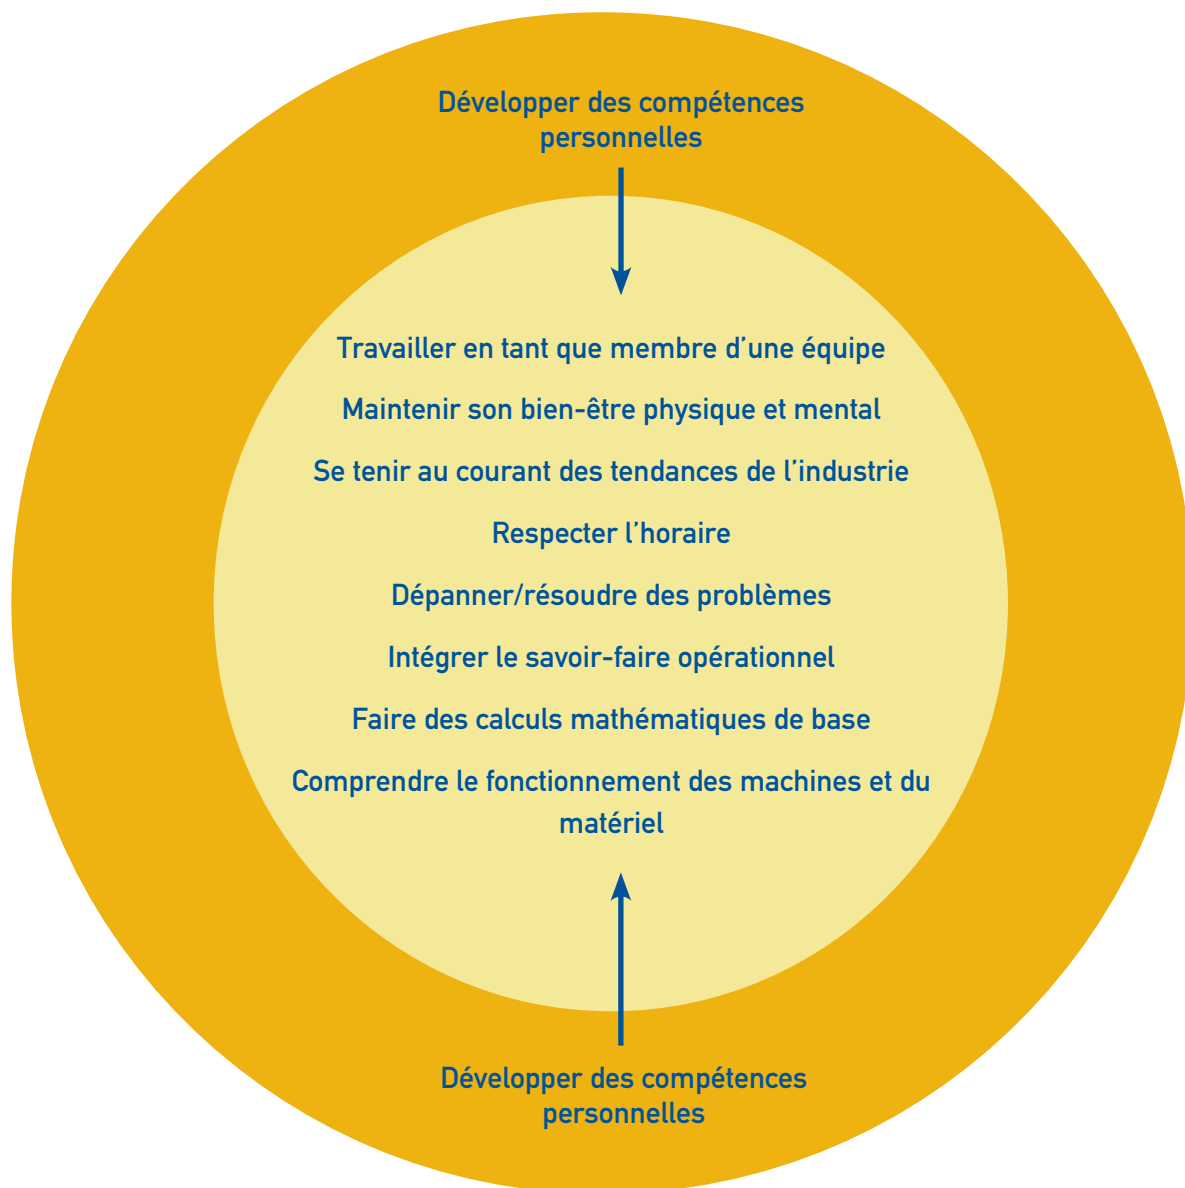 Développer des compétences
personnelles
Travailler en tant que membre d'une équipe
Maintenir son bien-être physique et mental
Se tenir au courant des tendances de l'industrie
Respecter l'horaire
Dépanner/résoudre des problèmes
Intégrer le savoir-faire opérationnel
Faire des calculs mathématiques de base
Comprendre le fonctionnement des machines et du
matériel
Développer des compétences
personnelles